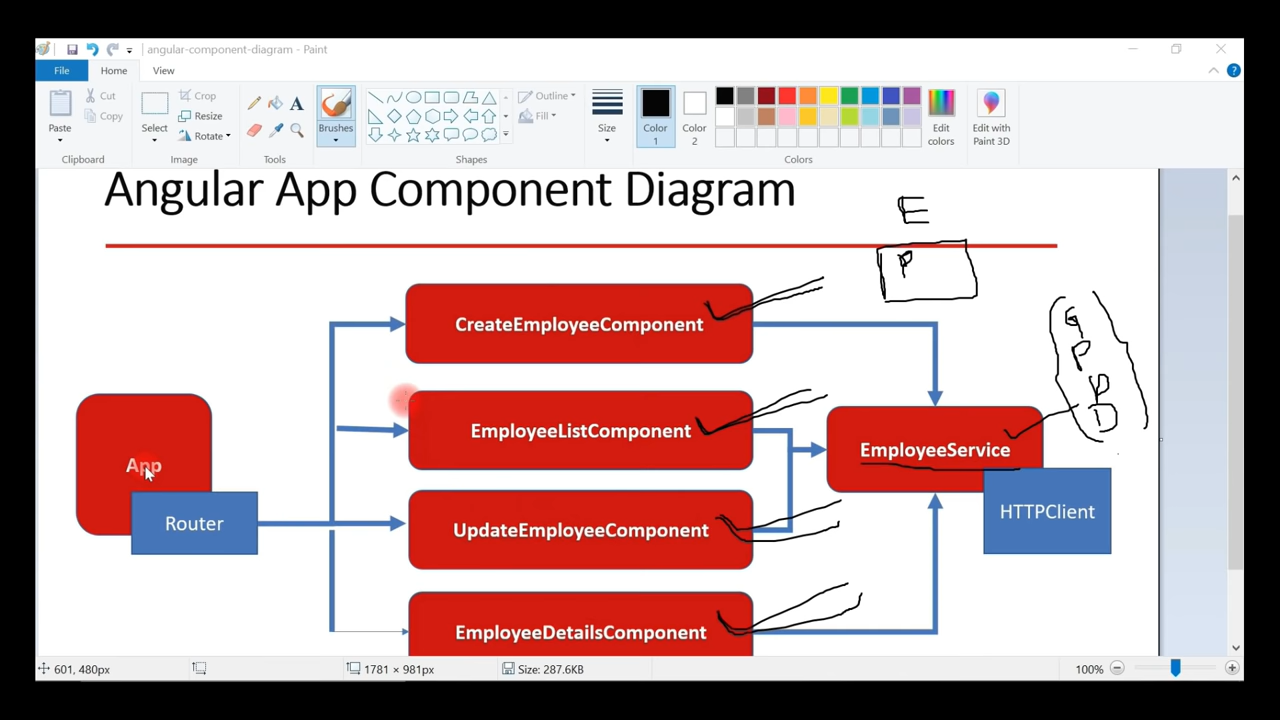 angular-component-diagram - Paint
File Home View
Paste
Cut
Copy
Clipboard
Select
Crop
Resize
Rotate
Image
A
Tools
Brushes
Shapes
Outline
Fill
Size
Color 1
Color 2
Colors
Edit colors
Edit with Paint 3D
Angular App Component Diagram
E
P
CreateEmployeeComponent
G
P
P
D
EmployeeListComponent
EmployeeService
App
Router
HTTPClient
UpdateEmployeeComponent
EmployeeDetailsComponent
601, 480px
1781 × 981px
Size: 287.6KB
100%